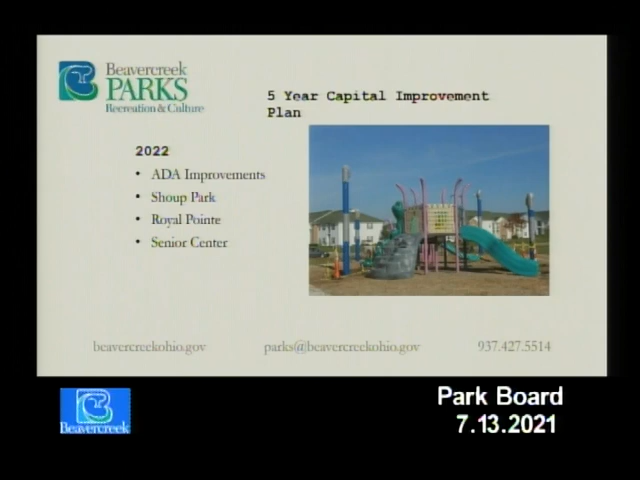 Beavercreek
PARKS
Recreation & Culture
5 Year Capital Improvement
Plan
2022
• ADA Improvements
• Shoup Park
• Royal Pointe
• Senior Center
beavercreekohio.gov
parks@beavercreekohio.gov
937.427.5514
Beavercreek
Park Board
7.13.2021